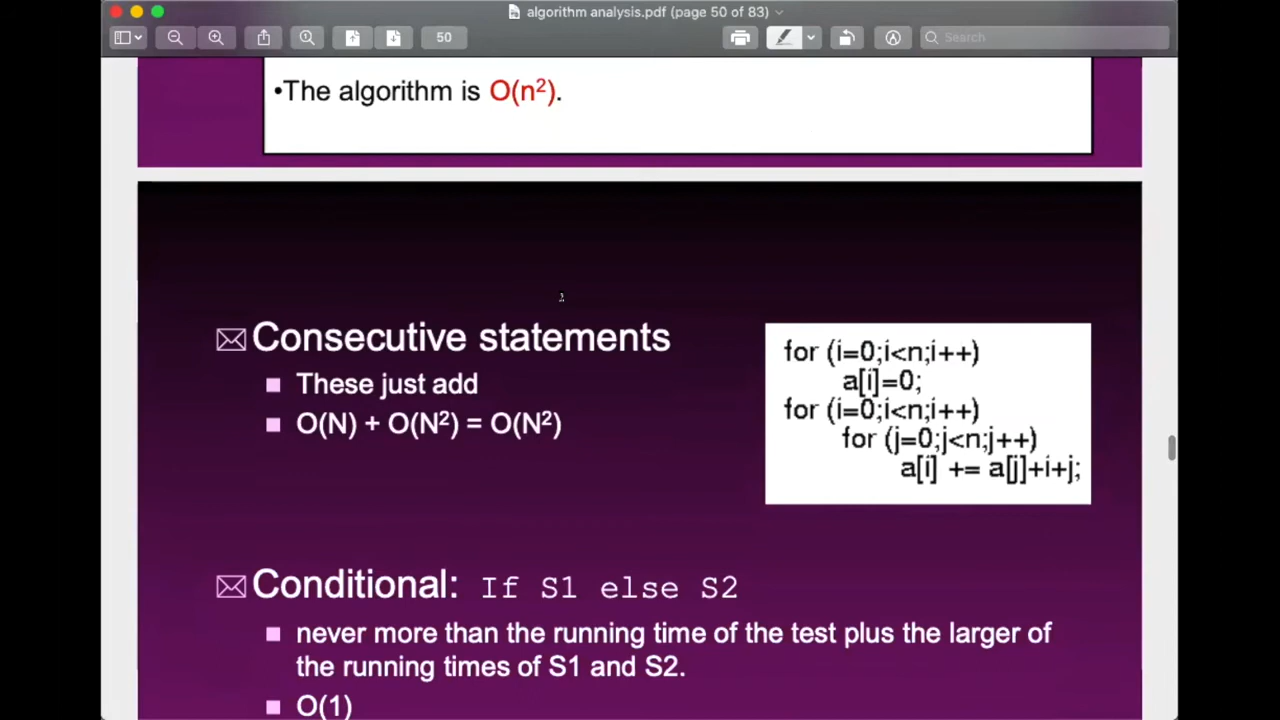 algorithm analysis.pdf (page 50 of 83)
50
Search
•The algorithm is O(n²).
Consecutive statements
These just add
O(N) + O(N²) = O(N²)
for (i=0;i<n;i++)
a[i]=0;
for (i=0;i<n;i++)
for (j=0;j<n;j++)
a[i] += a[j]+i+j;
Conditional: If S1 else S2
never more than the running time of the test plus the larger of
the running times of S1 and S2.
O(1)